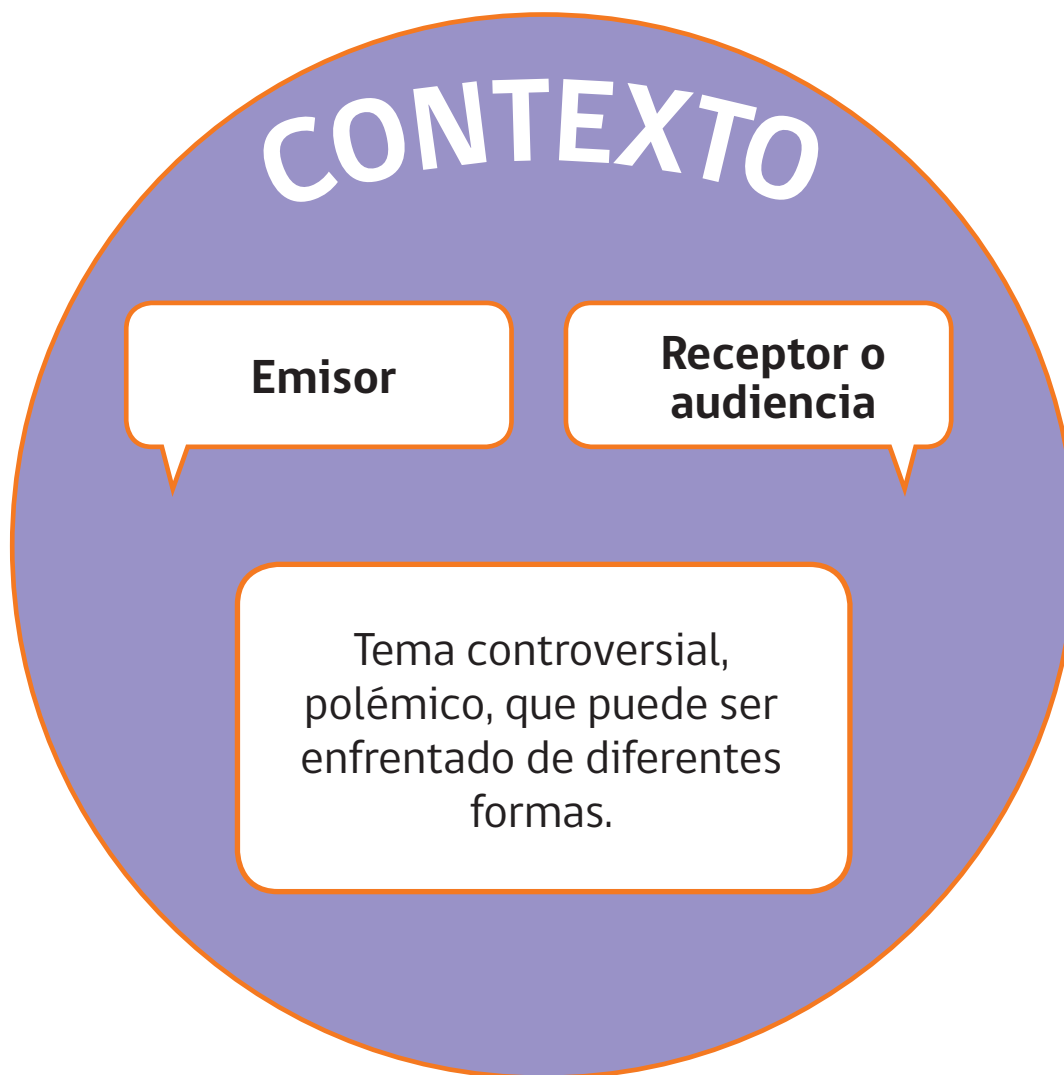 CONTEXTO
Emisor
Receptor o
audiencia
Tema controversial,
polémico, que puede ser
enfrentado de diferentes
formas.